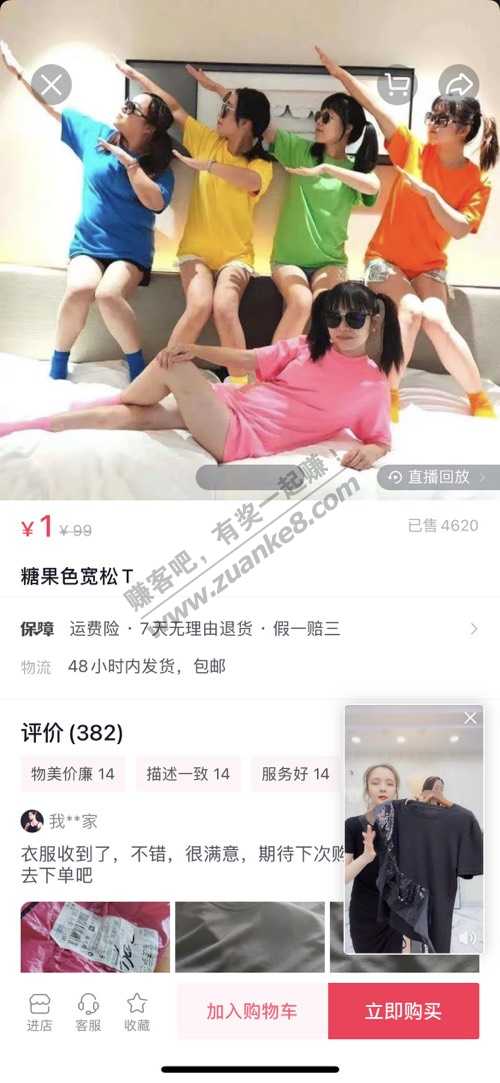 直播回放
赚客吧，有奖一起赚！
www.zuanke8.com
¥1 ¥99
已售 4620
糖果色宽松T
保障 运费险 · 7天无理由退货 · 假一赔三
物流 48小时内发货，包邮
评价 (382)
物美价廉 14 描述一致 14 服务好 14
我**家
衣服收到了，不错，很满意，期待下次购
去下单吧
进店 客服 收藏
加入购物车
立即购买